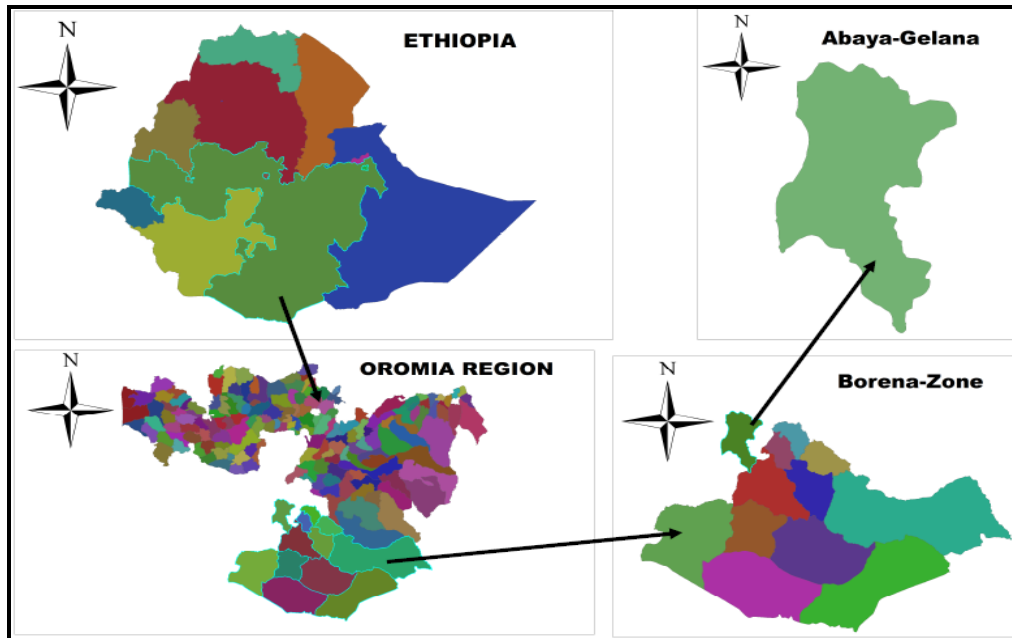 N
ETHIOPIA
N
Abaya-Gelana
N
OROMIA REGION
N
Borena-Zone